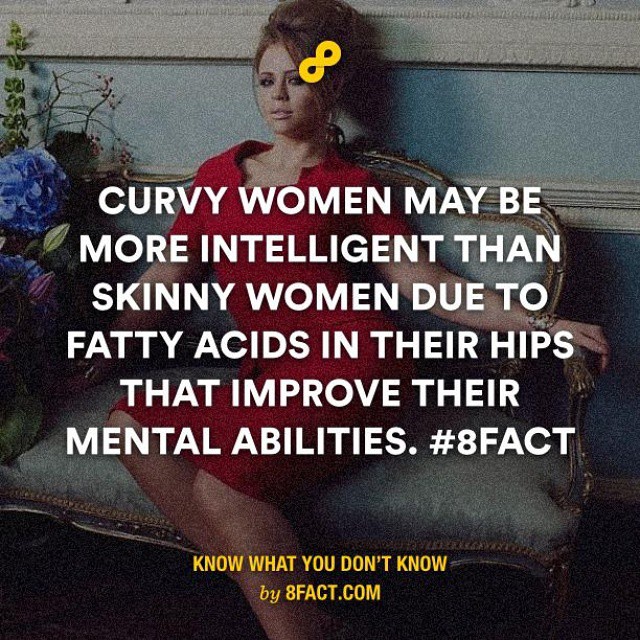 CURVY WOMEN MAY BE
MORE INTELLIGENT THAN
SKINNY WOMEN DUE TO
FATTY ACIDS IN THEIR HIPS
THAT IMPROVE THEIR
MENTAL ABILITIES. #8FACT
KNOW WHAT YOU DON'T KNOW
by 8FACT.COM